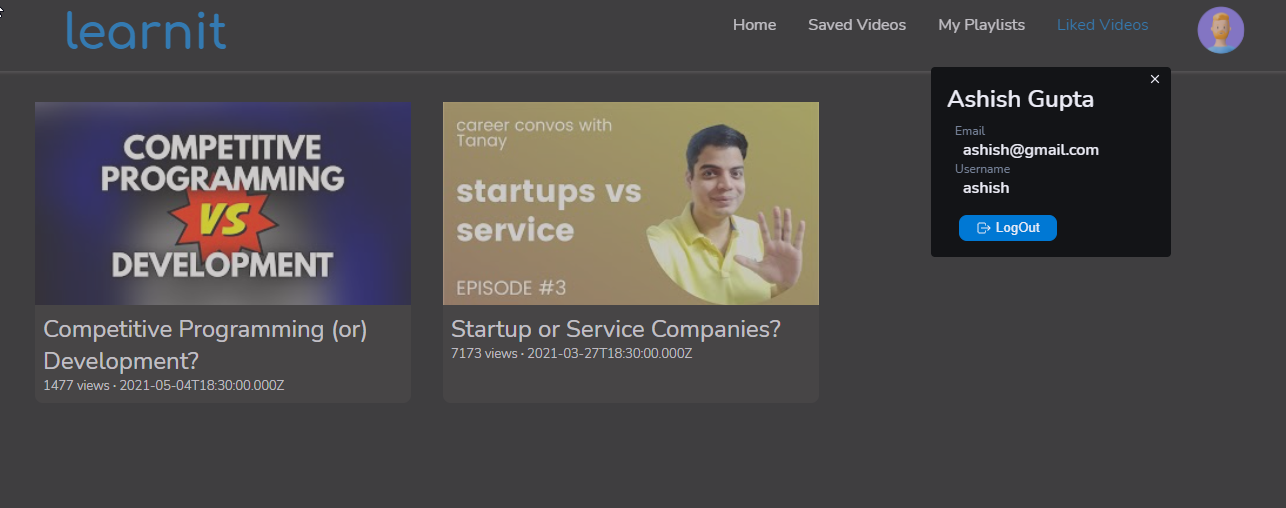 learnit
Home Saved Videos My Playlists Liked Videos
Ashish Gupta
Email
ashish@gmail.com
Username
ashish
LogOut
COMPETITIVE
PROGRAMMING
VS
DEVELOPMENT
Competitive Programming (or)
Development?
1477 views · 2021-05-04T18:30:00.000Z
career convos with
Tanay
startups vs
service
EPISODE #3
Startup or Service Companies?
7173 views · 2021-03-27T18:30:00.000Z